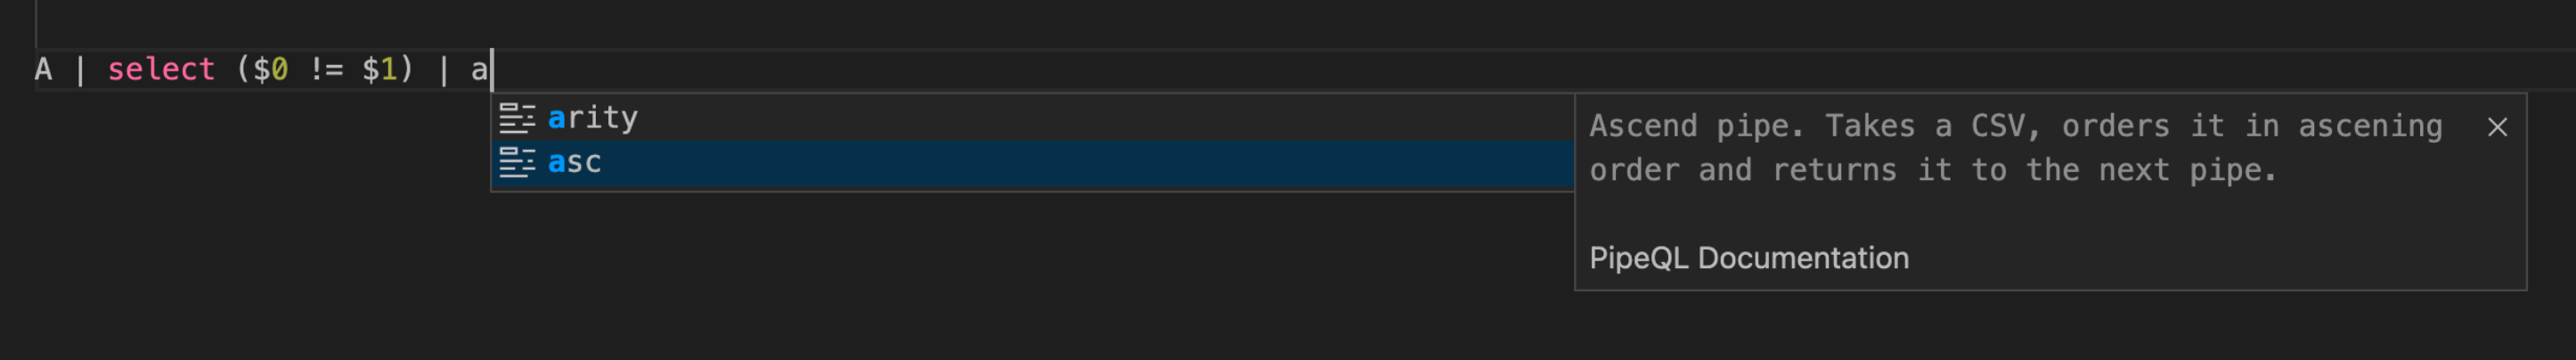 A | select ($0 != $1) | a
arity
asc
Ascend pipe. Takes a CSV, orders it in ascening
order and returns it to the next pipe.
PipeQL Documentation